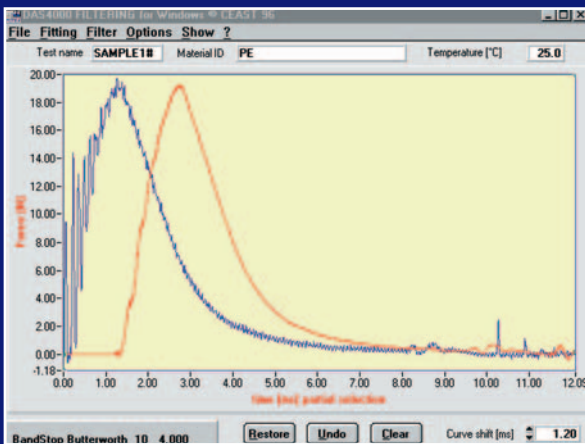 DAS4000 FILTERING for Windows © CEAST 96
File Fitting Filter Options Show ?
Test name SAMPLE1# Material ID PE Temperature [°C] 25.0
20.00
18.00
16.00
14.00
12.00
10.00
8.00
6.00
4.00
2.00
0.00
-1.18
Force [N]
0.00 1.00 2.00 3.00 4.00 5.00 6.00 7.00 8.00 9.00 10.00 11.00 12.09
time [ms] partial selection
BandStop Butterworth 10 4.000 Restore Undo Clear Curve shift [ms] 1.20